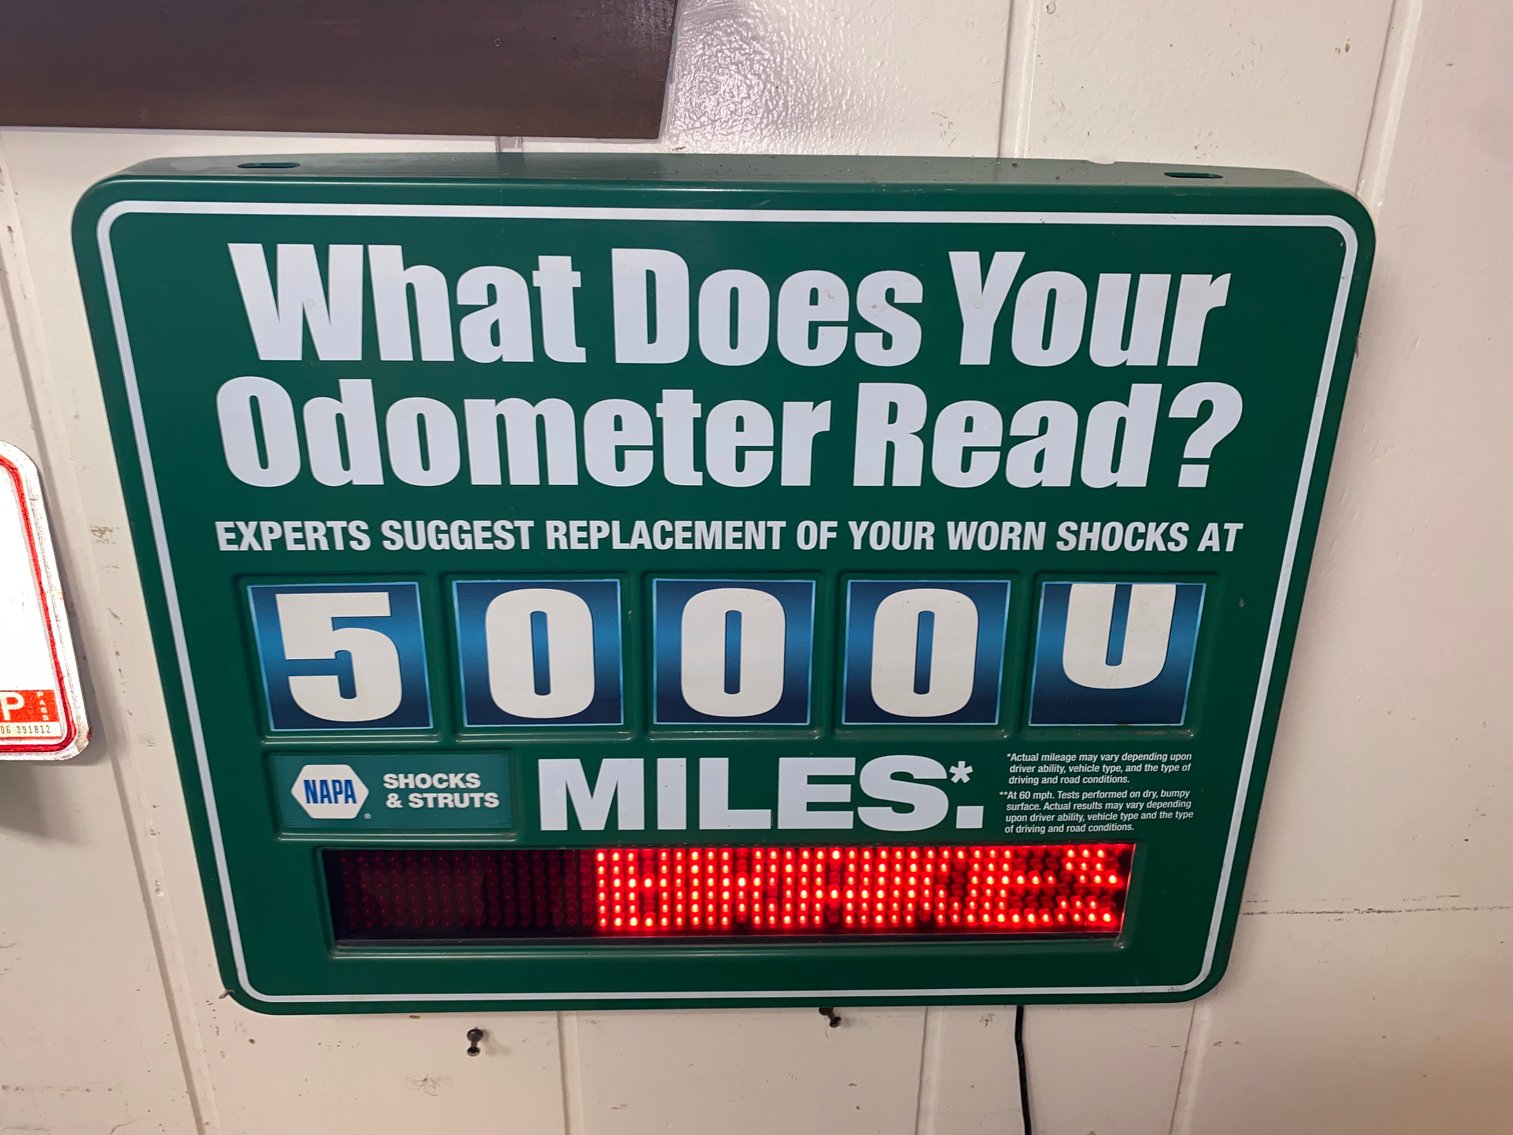 What Does Your
Odometer Read?
EXPERTS SUGGEST REPLACEMENT OF YOUR WORN SHOCKS AT
50000
NAPA®
SHOCKS
& STRUTS
MILES.*
*Actual mileage may vary depending upon
driver ability, vehicle type, and the type of
driving and road conditions.
**At 60 mph. Tests performed on dry, bumpy
surface. Actual results may vary depending
upon driver ability, vehicle type and the type
of driving and road conditions.
P
06 391812